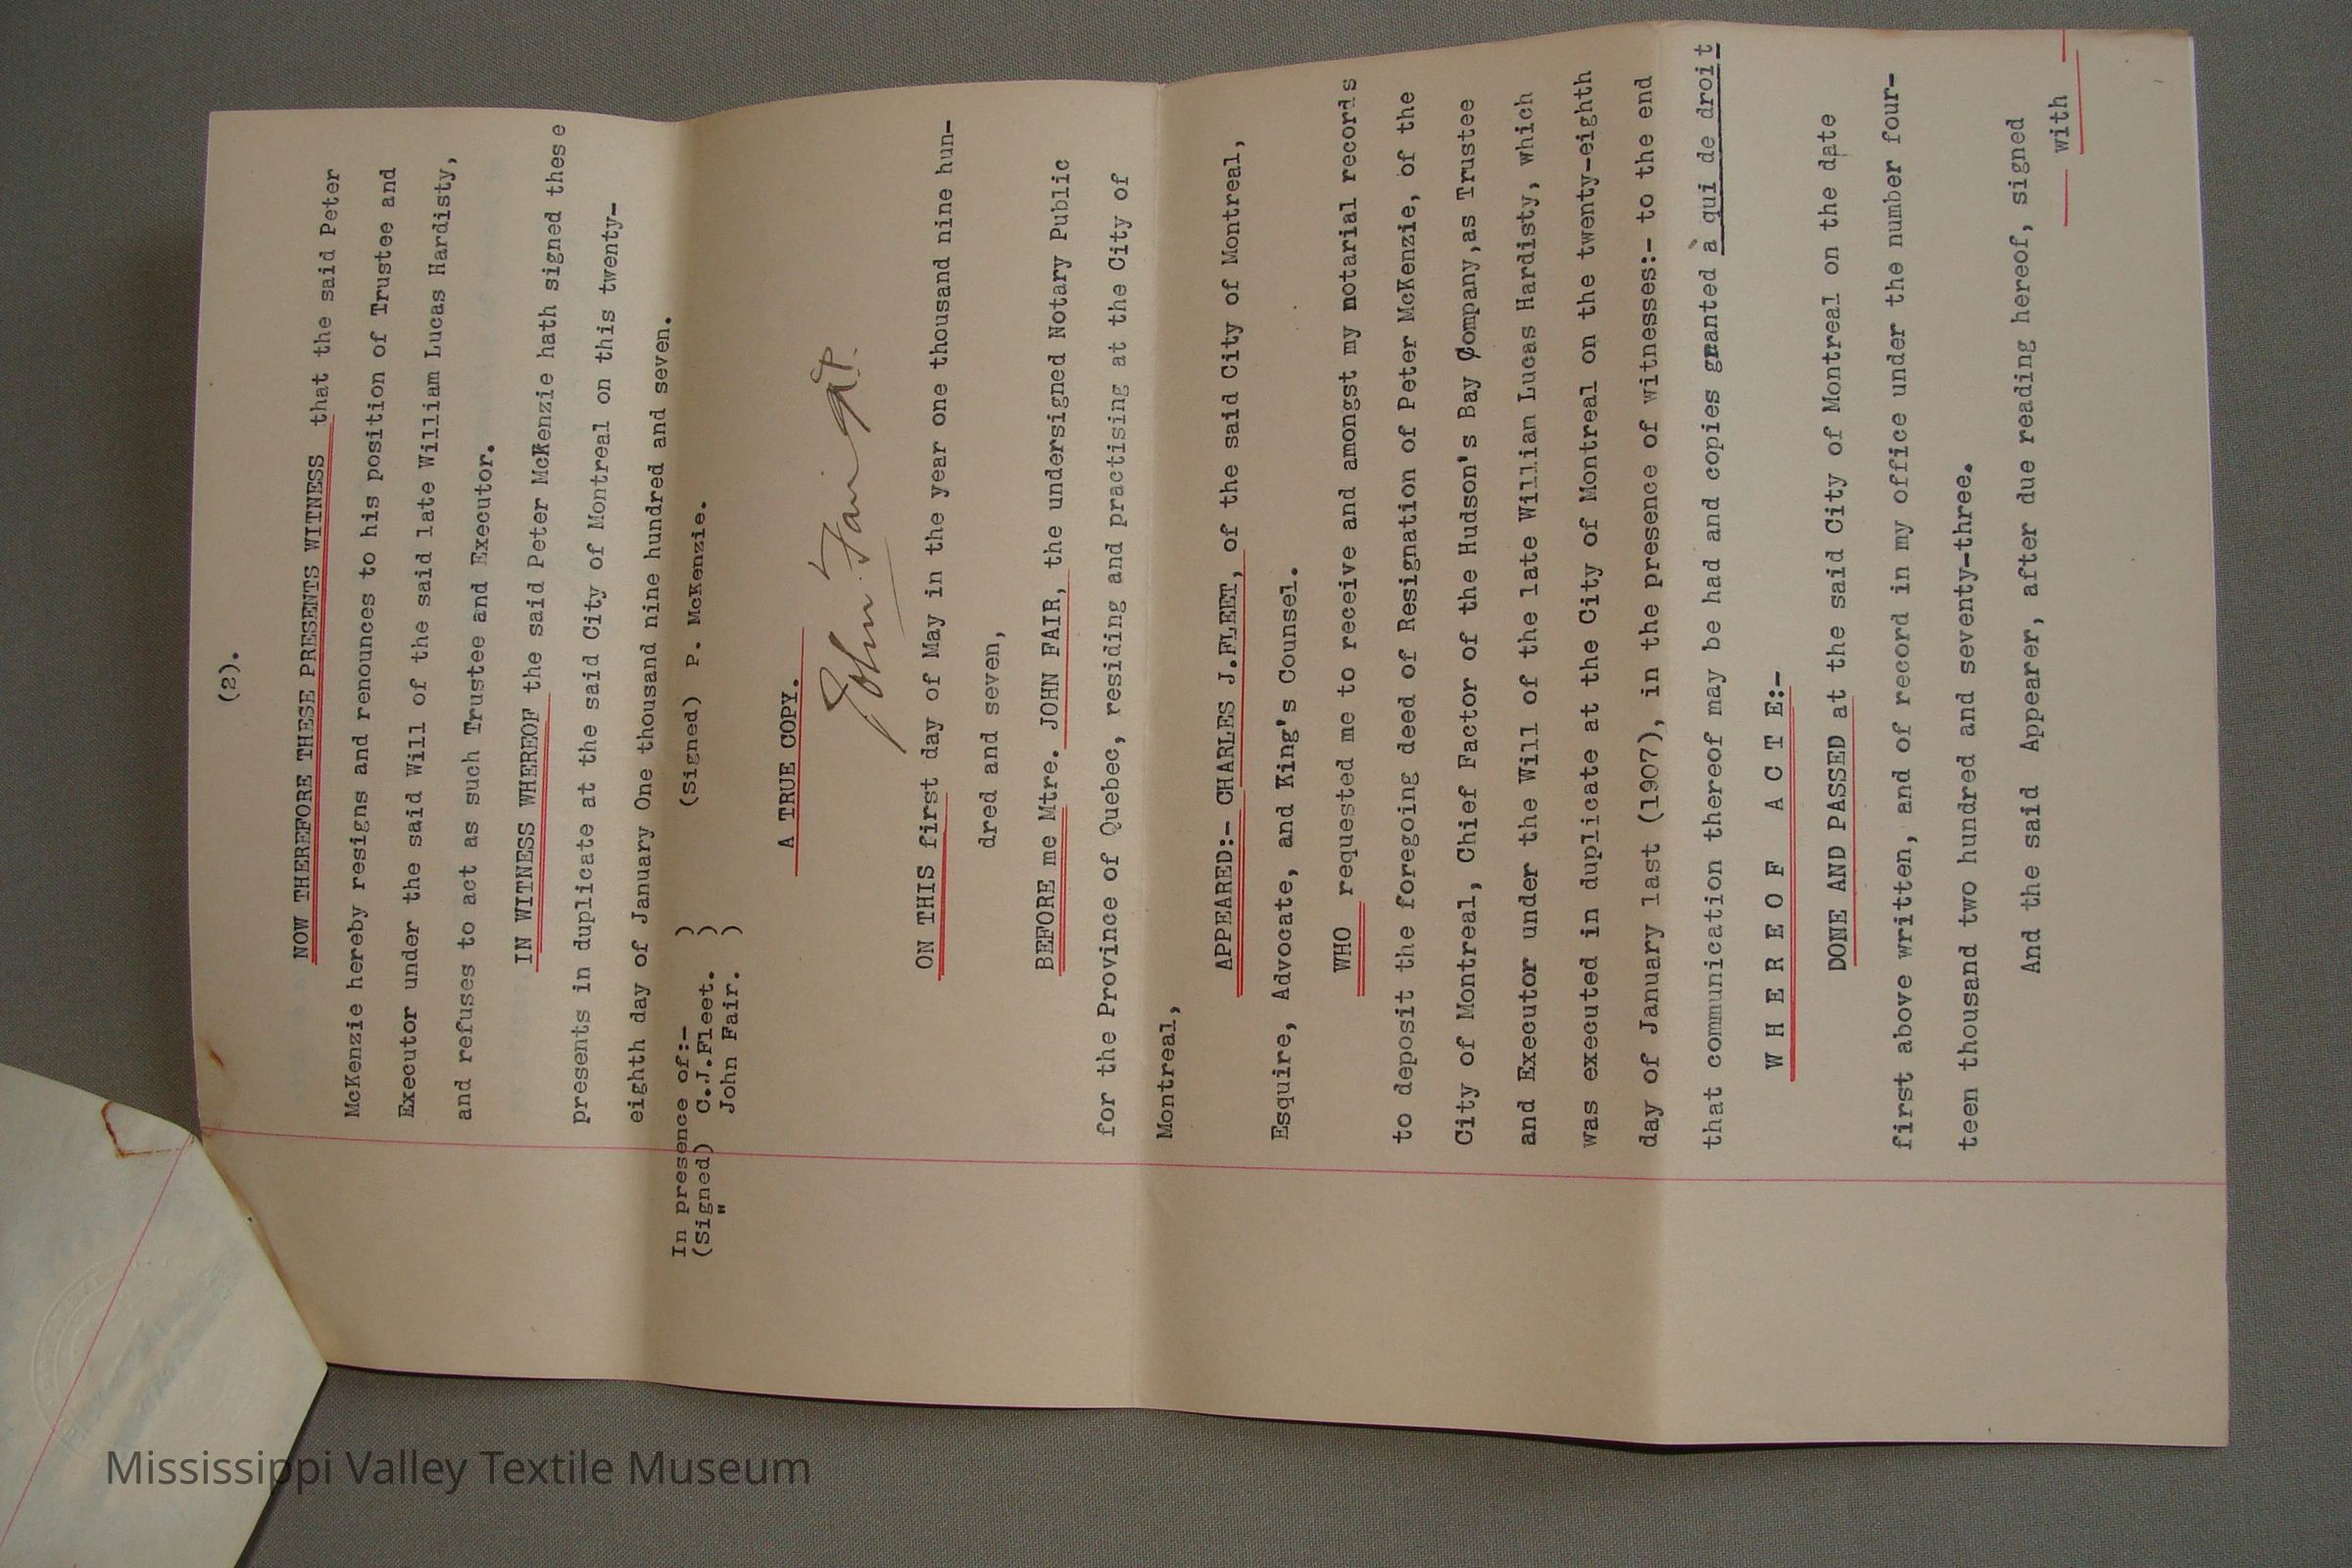 (2).
NOW THEREFORE THESE PRESENTS WITNESS that the said Peter
McKenzie hereby resigns and renounces to his position of Trustee and
Executor under the said Will of the said late William Lucas Hardisty,
and refuses to act as such Trustee and Executor.
IN WITNESS WHEREOF the said Peter McKenzie hath signed thes e
presents in duplicate at the said City of Montreal on this twenty-
eighth day of January One thousand nine hundred and seven.
In presence of:- ) (Signed) P. McKenzie.
(Signed) C.J.Fleet. )
" John Fair. )
A TRUE COPY.
John Fair N.P.
ON THIS first day of May in the year one thousand nine hun-
dred and seven,
BEFORE me Mtre. JOHN FAIR, the undersigned Notary Public
for the Province of Quebec, residing and practising at the City of
Montreal,
APPEARED:- CHARLES J.FLEET, of the said City of Montreal,
Esquire, Advocate, and King's Counsel.
WHO requested me to receive and amongst my notarial records
to deposit the foregoing deed of Resignation of Peter McKenzie, of the
City of Montreal, Chief Factor of the Hudson's Bay Company,as Trustee
and Executor under the Will of the late Willian Lucas Hardisty, which
was executed in duplicate at the City of Montreal on the twenty-eighth
day of January last (1907), in the presence of witnesses:- to the end
that communication thereof may be had and copies granted à qui de droit
W H E R E O F A C T E:-
DONE AND PASSED at the said City of Montreal on the date
first above written, and of record in my office under the number four-
teen thousand two hundred and seventy-three.
And the said Appearer, after due reading hereof, signed
with
Mississippi Valley Textile Museum